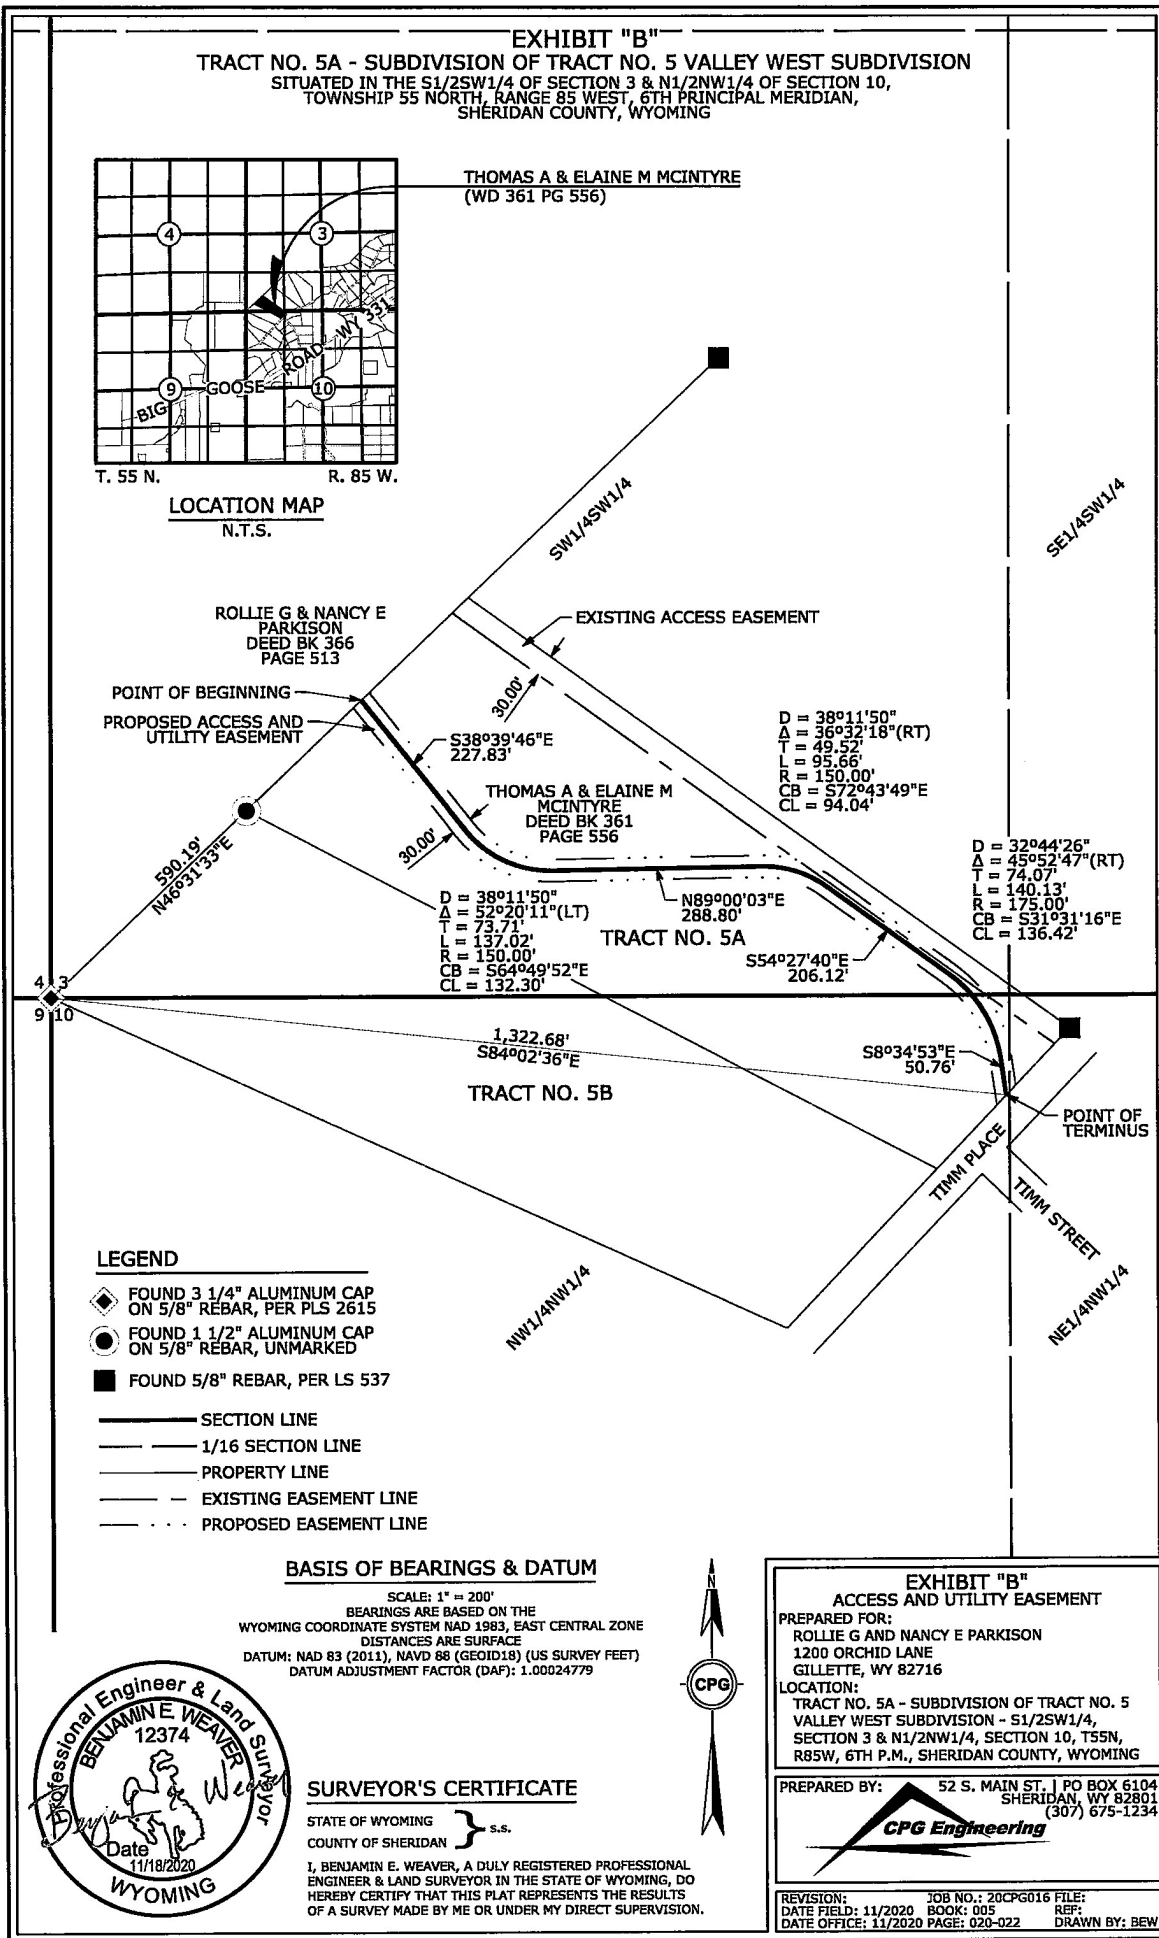 EXHIBIT "B"
TRACT NO. 5A - SUBDIVISION OF TRACT NO. 5 VALLEY WEST SUBDIVISION
SITUATED IN THE S1/2SW1/4 OF SECTION 3 & N1/2NW1/4 OF SECTION 10,
TOWNSHIP 55 NORTH, RANGE 85 WEST, 6TH PRINCIPAL MERIDIAN,
SHERIDAN COUNTY, WYOMING
THOMAS A & ELAINE M MCINTYRE
(WD 361 PG 556)
4
3
9
10
BIG GOOSE ROAD WY 331
T. 55 N.
R. 85 W.
LOCATION MAP
N.T.S.
SW1/4SW1/4
SE1/4SW1/4
ROLLIE G & NANCY E
PARKISON
DEED BK 366
PAGE 513
EXISTING ACCESS EASEMENT
POINT OF BEGINNING
PROPOSED ACCESS AND
UTILITY EASEMENT
30.00'
S38°39'46"E
227.83'
D = 38°11'50"
Δ = 36°32'18"(RT)
T = 49.52'
L = 95.66'
R = 150.00'
CB = S72°43'49"E
CL = 94.04'
THOMAS A & ELAINE M
MCINTYRE
DEED BK 361
PAGE 556
30.00'
590.19'
N46°31'33"E
D = 32°44'26"
Δ = 45°52'47"(RT)
T = 74.07'
L = 140.13'
R = 175.00'
CB = S31°31'16"E
CL = 136.42'
D = 38°11'50"
Δ = 52°20'11"(LT)
T = 73.71'
L = 137.02'
R = 150.00'
CB = S64°49'52"E
CL = 132.30'
N89°00'03"E
288.80'
TRACT NO. 5A
S54°27'40"E
206.12'
4 3
9 10
1,322.68'
S84°02'36"E
TRACT NO. 5B
S8°34'53"E
50.76'
POINT OF
TERMINUS
TIMM PLACE
TIMM STREET
NW1/4NW1/4
NE1/4NW1/4
LEGEND
FOUND 3 1/4" ALUMINUM CAP
ON 5/8" REBAR, PER PLS 2615
FOUND 1 1/2" ALUMINUM CAP
ON 5/8" REBAR, UNMARKED
FOUND 5/8" REBAR, PER LS 537
SECTION LINE
1/16 SECTION LINE
PROPERTY LINE
EXISTING EASEMENT LINE
PROPOSED EASEMENT LINE
BASIS OF BEARINGS & DATUM
SCALE: 1" = 200'
BEARINGS ARE BASED ON THE
WYOMING COORDINATE SYSTEM NAD 1983, EAST CENTRAL ZONE
DISTANCES ARE SURFACE
DATUM: NAD 83 (2011), NAVD 88 (GEOID18) (US SURVEY FEET)
DATUM ADJUSTMENT FACTOR (DAF): 1.00024779
N
CPG
Professional Engineer & Land Surveyor
BENJAMIN E. WEAVER
12374
Date
11/18/2020
WYOMING
SURVEYOR'S CERTIFICATE
STATE OF WYOMING
COUNTY OF SHERIDAN
s.s.
I, BENJAMIN E. WEAVER, A DULY REGISTERED PROFESSIONAL
ENGINEER & LAND SURVEYOR IN THE STATE OF WYOMING, DO
HEREBY CERTIFY THAT THIS PLAT REPRESENTS THE RESULTS
OF A SURVEY MADE BY ME OR UNDER MY DIRECT SUPERVISION.
EXHIBIT "B"
ACCESS AND UTILITY EASEMENT
PREPARED FOR:
ROLLIE G AND NANCY E PARKISON
1200 ORCHID LANE
GILLETTE, WY 82716
LOCATION:
TRACT NO. 5A - SUBDIVISION OF TRACT NO. 5
VALLEY WEST SUBDIVISION - S1/2SW1/4,
SECTION 3 & N1/2NW1/4, SECTION 10, T55N,
R85W, 6TH P.M., SHERIDAN COUNTY, WYOMING
PREPARED BY:
52 S. MAIN ST. | PO BOX 6104
SHERIDAN, WY 82801
(307) 675-1234
CPG Engineering
REVISION: JOB NO.: 20CPG016 FILE:
DATE FIELD: 11/2020 BOOK: 005 REF:
DATE OFFICE: 11/2020 PAGE: 020-022 DRAWN BY: BEW